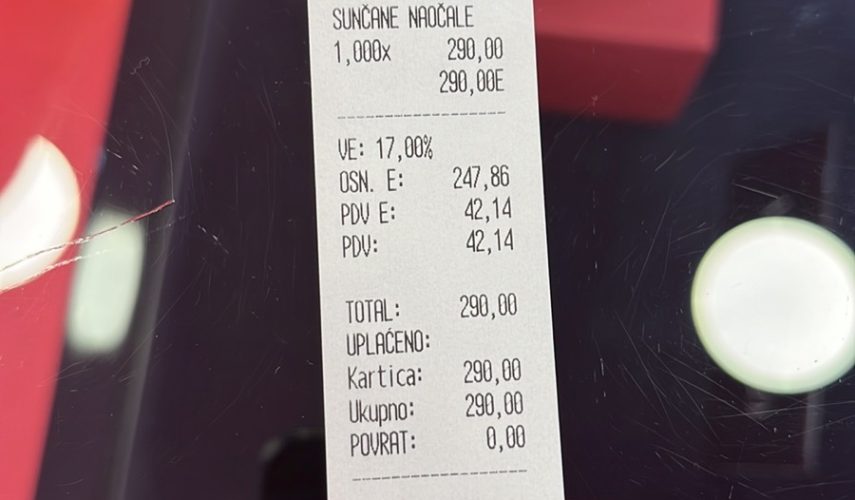 SUNČANE NAOČALE
1,000x 290,00
290,00E
VE: 17,00%
OSN. E: 247,86
PDV E: 42,14
PDV: 42,14
TOTAL: 290,00
UPLAĆENO:
Kartica: 290,00
Ukupno: 290,00
POVRAT: 0,00